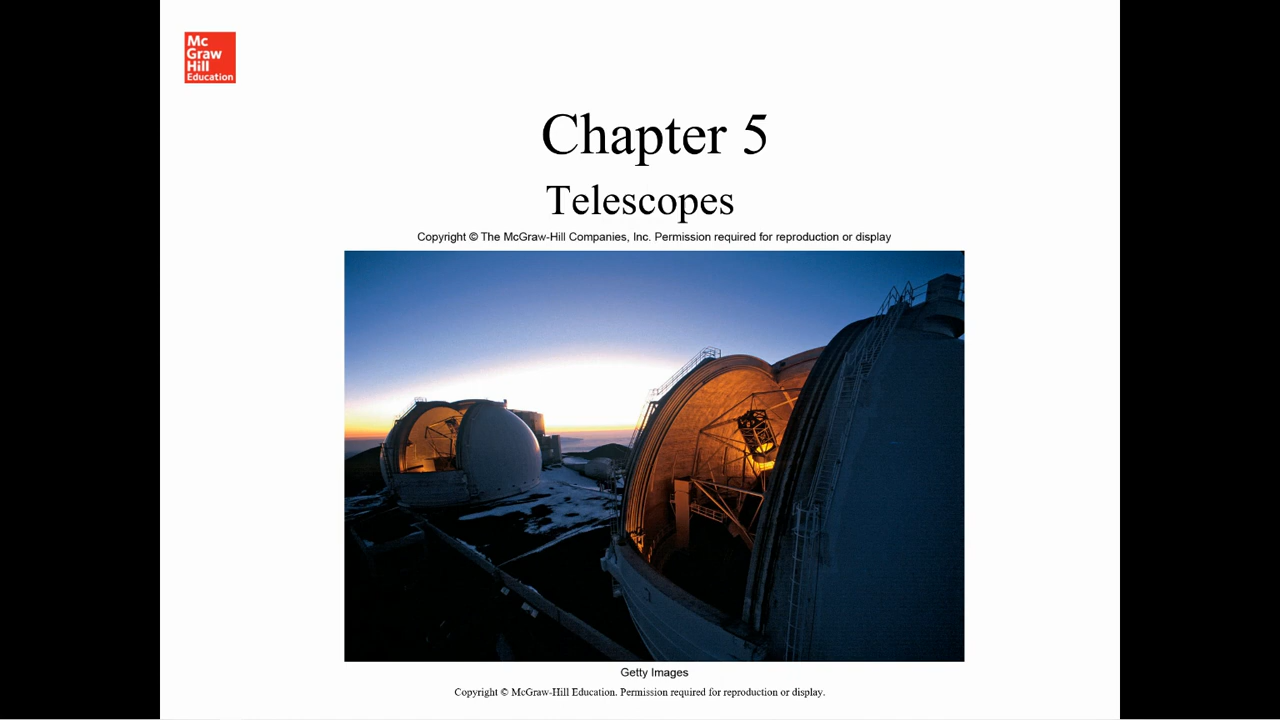 Mc
Graw
Hill
Education
Chapter 5
Telescopes
Copyright © The McGraw-Hill Companies, Inc. Permission required for reproduction or display
Getty Images
Copyright © McGraw-Hill Education. Permission required for reproduction or display.